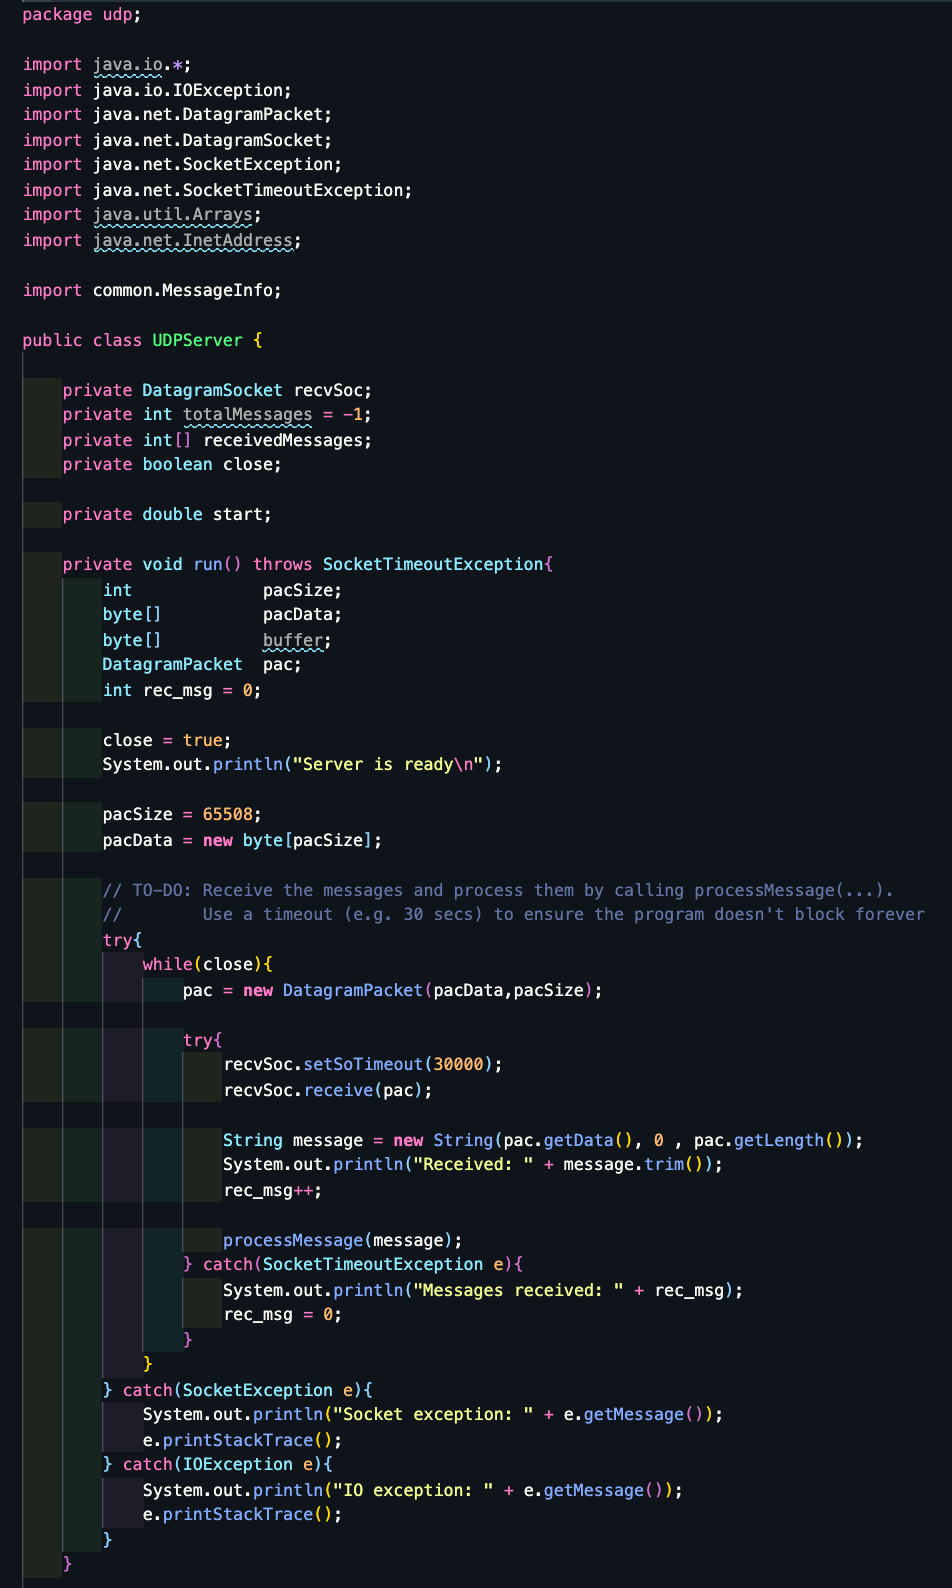 package udp;
import java.io.*;
import java.io.IOException;
import java.net.DatagramPacket;
import java.net.DatagramSocket;
import java.net.SocketException;
import java.net.SocketTimeoutException;
import java.util.Arrays;
import java.net.InetAddress;
import common.MessageInfo;
public class UDPServer {
    private DatagramSocket recvSoc;
    private int totalMessages = -1;
    private int[] receivedMessages;
    private boolean close;
    private double start;
    private void run() throws SocketTimeoutException{
        int             pacSize;
        byte[]          pacData;
        byte[]          buffer;
        DatagramPacket  pac;
        int rec_msg = 0;
        close = true;
        System.out.println("Server is ready\n");
        pacSize = 65508;
        pacData = new byte[pacSize];
        // TO-DO: Receive the messages and process them by calling processMessage(...).
        //        Use a timeout (e.g. 30 secs) to ensure the program doesn't block forever
        try{
            while(close){
                pac = new DatagramPacket(pacData,pacSize);
                try{
                    recvSoc.setSoTimeout(30000);
                    recvSoc.receive(pac);
                    String message = new String(pac.getData(), 0 , pac.getLength());
                    System.out.println("Received: " + message.trim());
                    rec_msg++;
                    processMessage(message);
                } catch(SocketTimeoutException e){
                    System.out.println("Messages received: " + rec_msg);
                    rec_msg = 0;
                }
            }
        } catch(SocketException e){
            System.out.println("Socket exception: " + e.getMessage());
            e.printStackTrace();
        } catch(IOException e){
            System.out.println("IO exception: " + e.getMessage());
            e.printStackTrace();
        }
    }